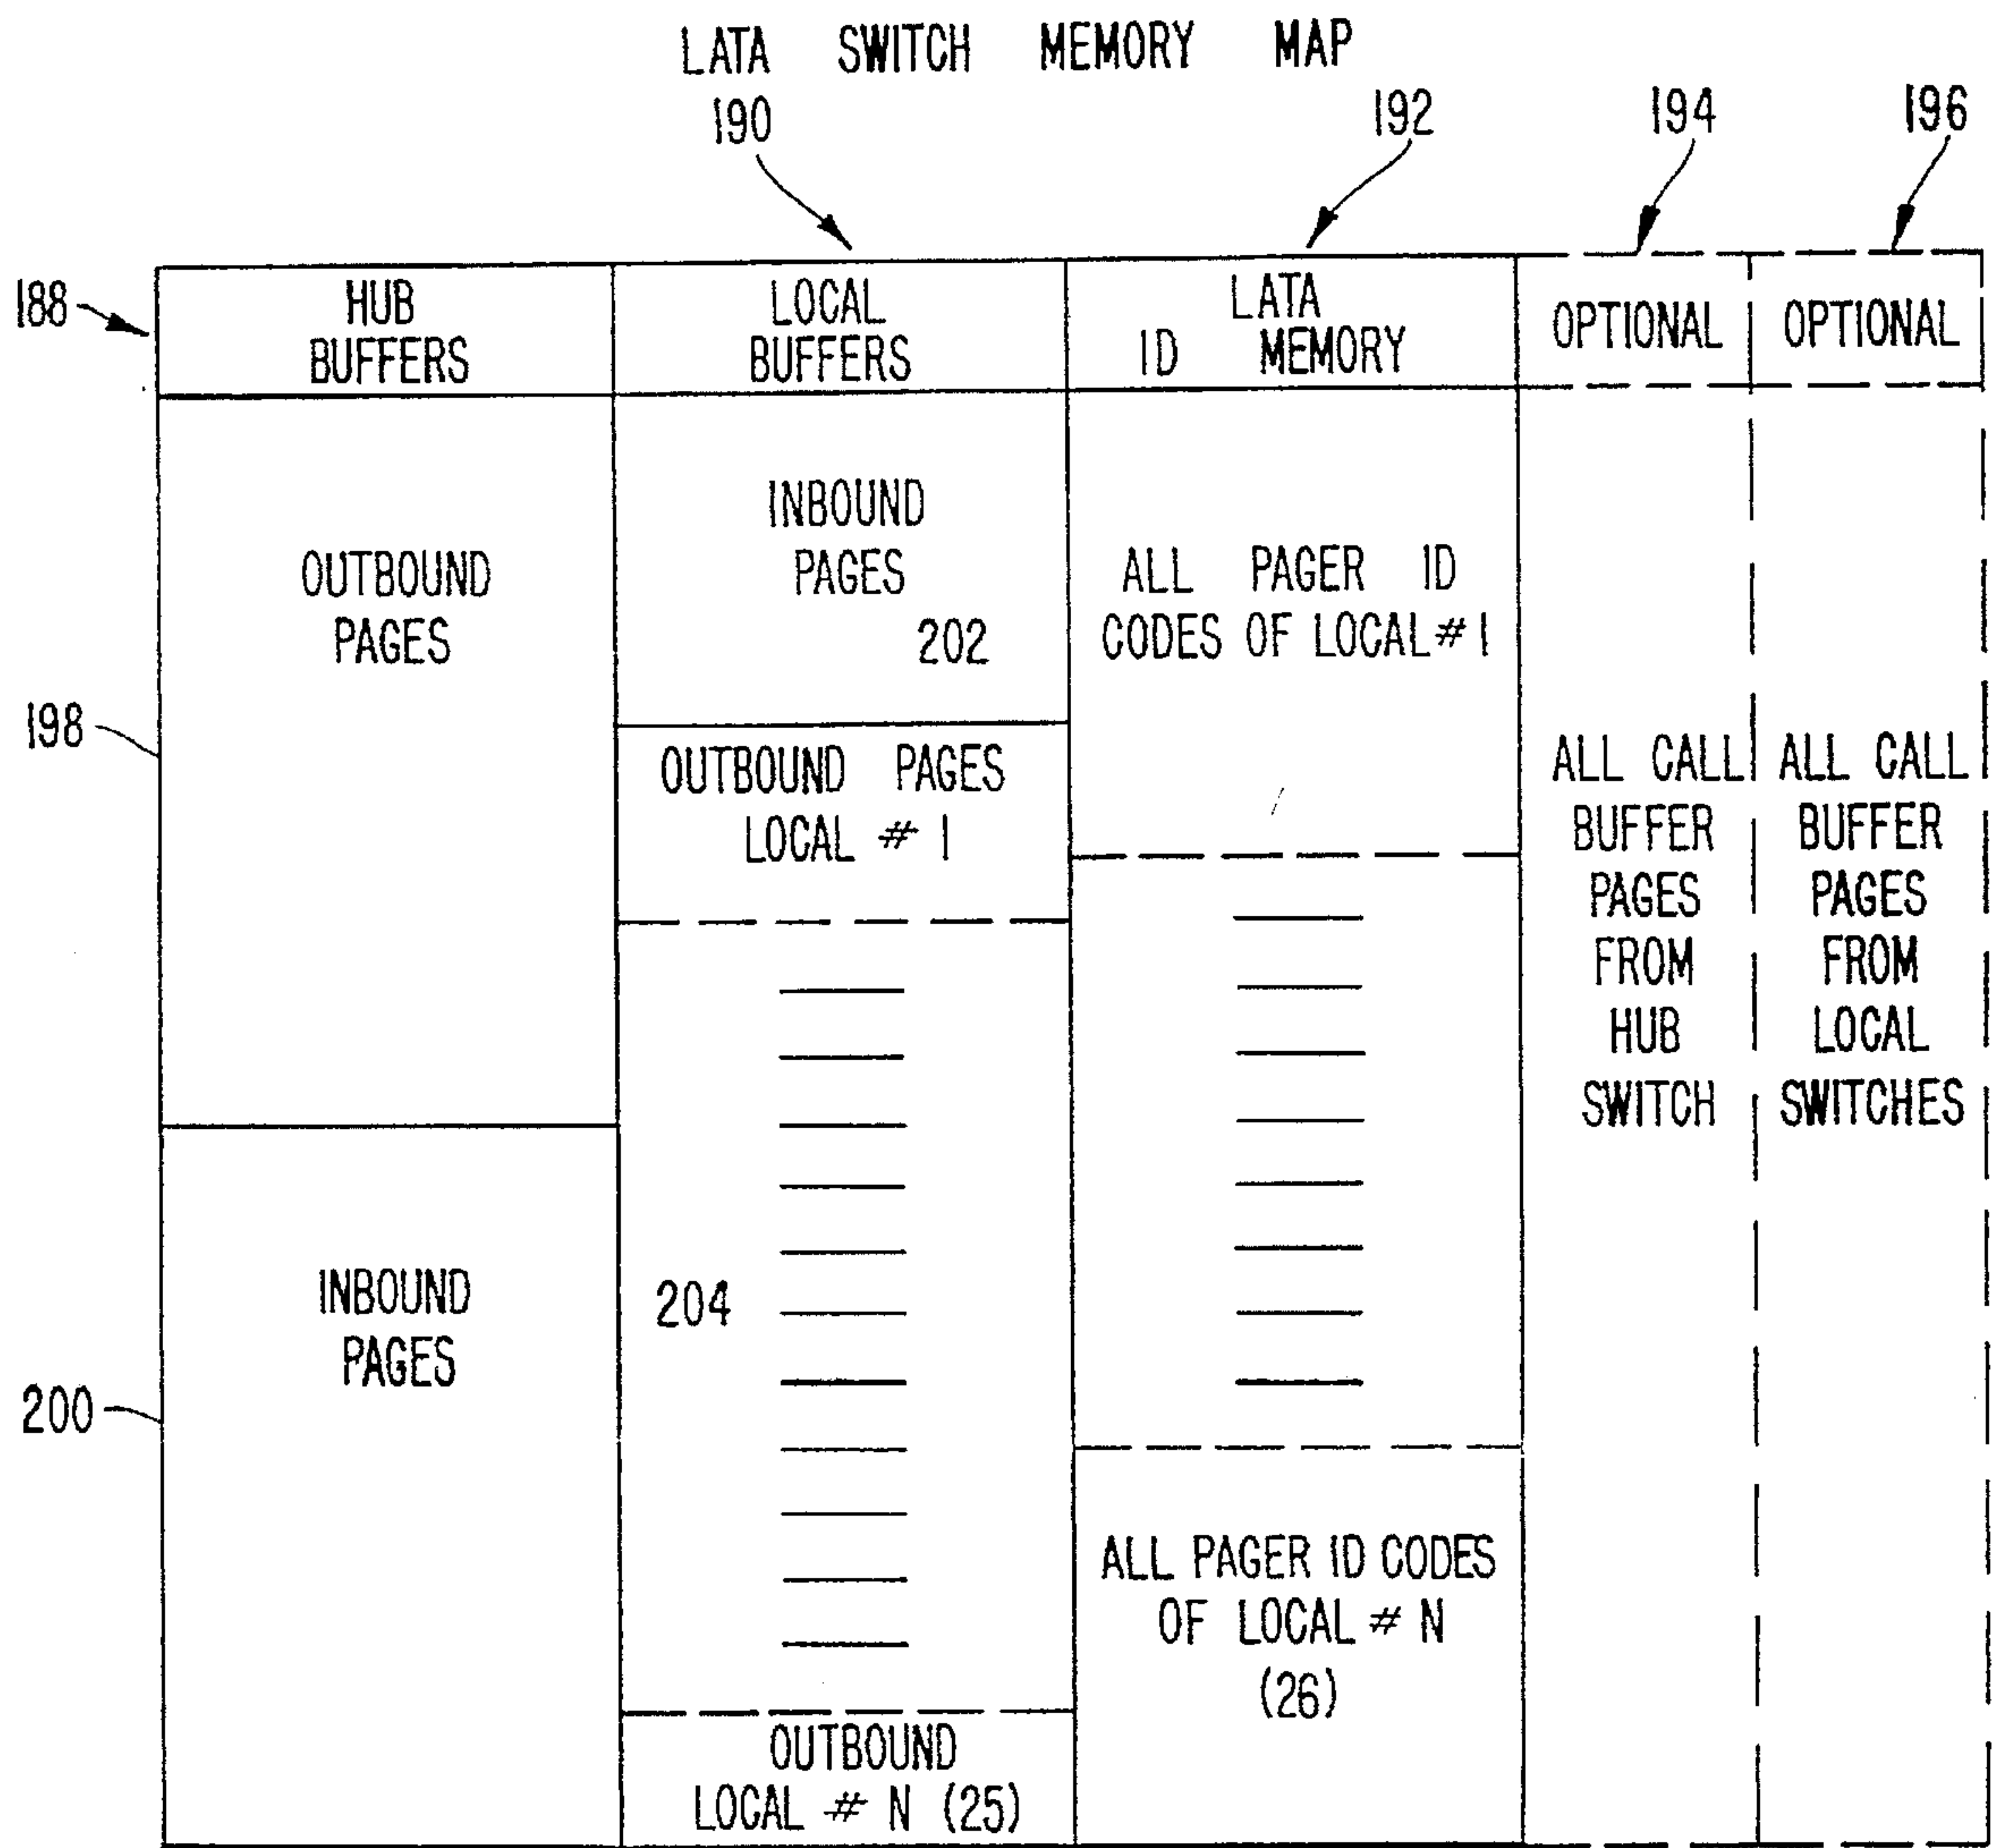 LATA SWITCH MEMORY MAP
190
192
194
196
188
HUB
BUFFERS
LOCAL
BUFFERS
LATA
ID MEMORY
OPTIONAL
OPTIONAL
OUTBOUND
PAGES
198
INBOUND
PAGES
200
INBOUND
PAGES
202
OUTBOUND PAGES
LOCAL # 1
204
OUTBOUND
LOCAL # N (25)
ALL PAGER ID
CODES OF LOCAL # 1
ALL PAGER ID CODES
OF LOCAL # N
(26)
ALL CALL
BUFFER
PAGES
FROM
HUB
SWITCH
ALL CALL
BUFFER
PAGES
FROM
LOCAL
SWITCHES